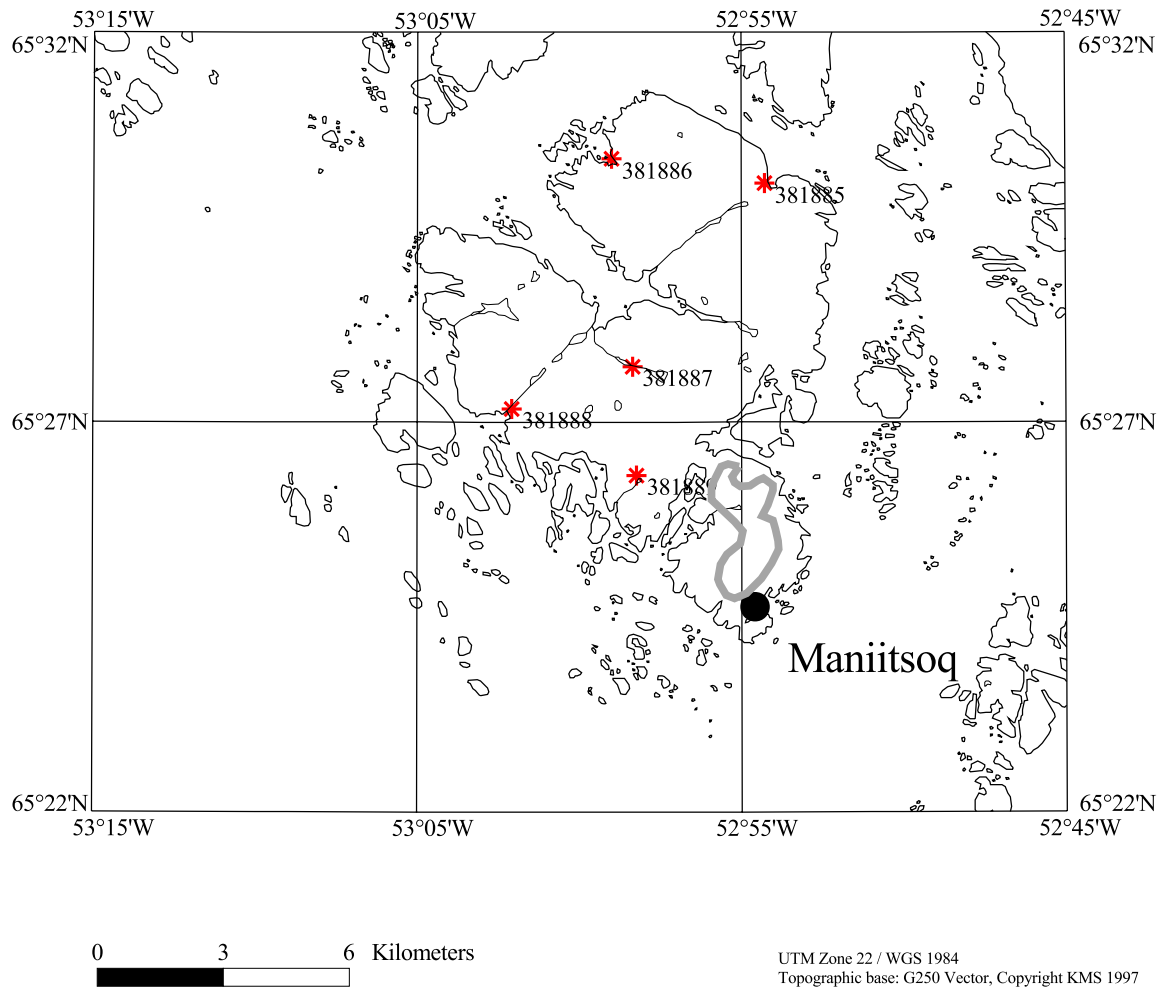 53°15'W 53°05'W 52°55'W 52°45'W
65°32'N 65°32'N
381886
381885
381887
381888
65°27'N 65°27'N
381889
Maniitsoq
65°22'N 65°22'N
53°15'W 53°05'W 52°55'W 52°45'W
0 3 6 Kilometers
UTM Zone 22 / WGS 1984
Topographic base: G250 Vector, Copyright KMS 1997